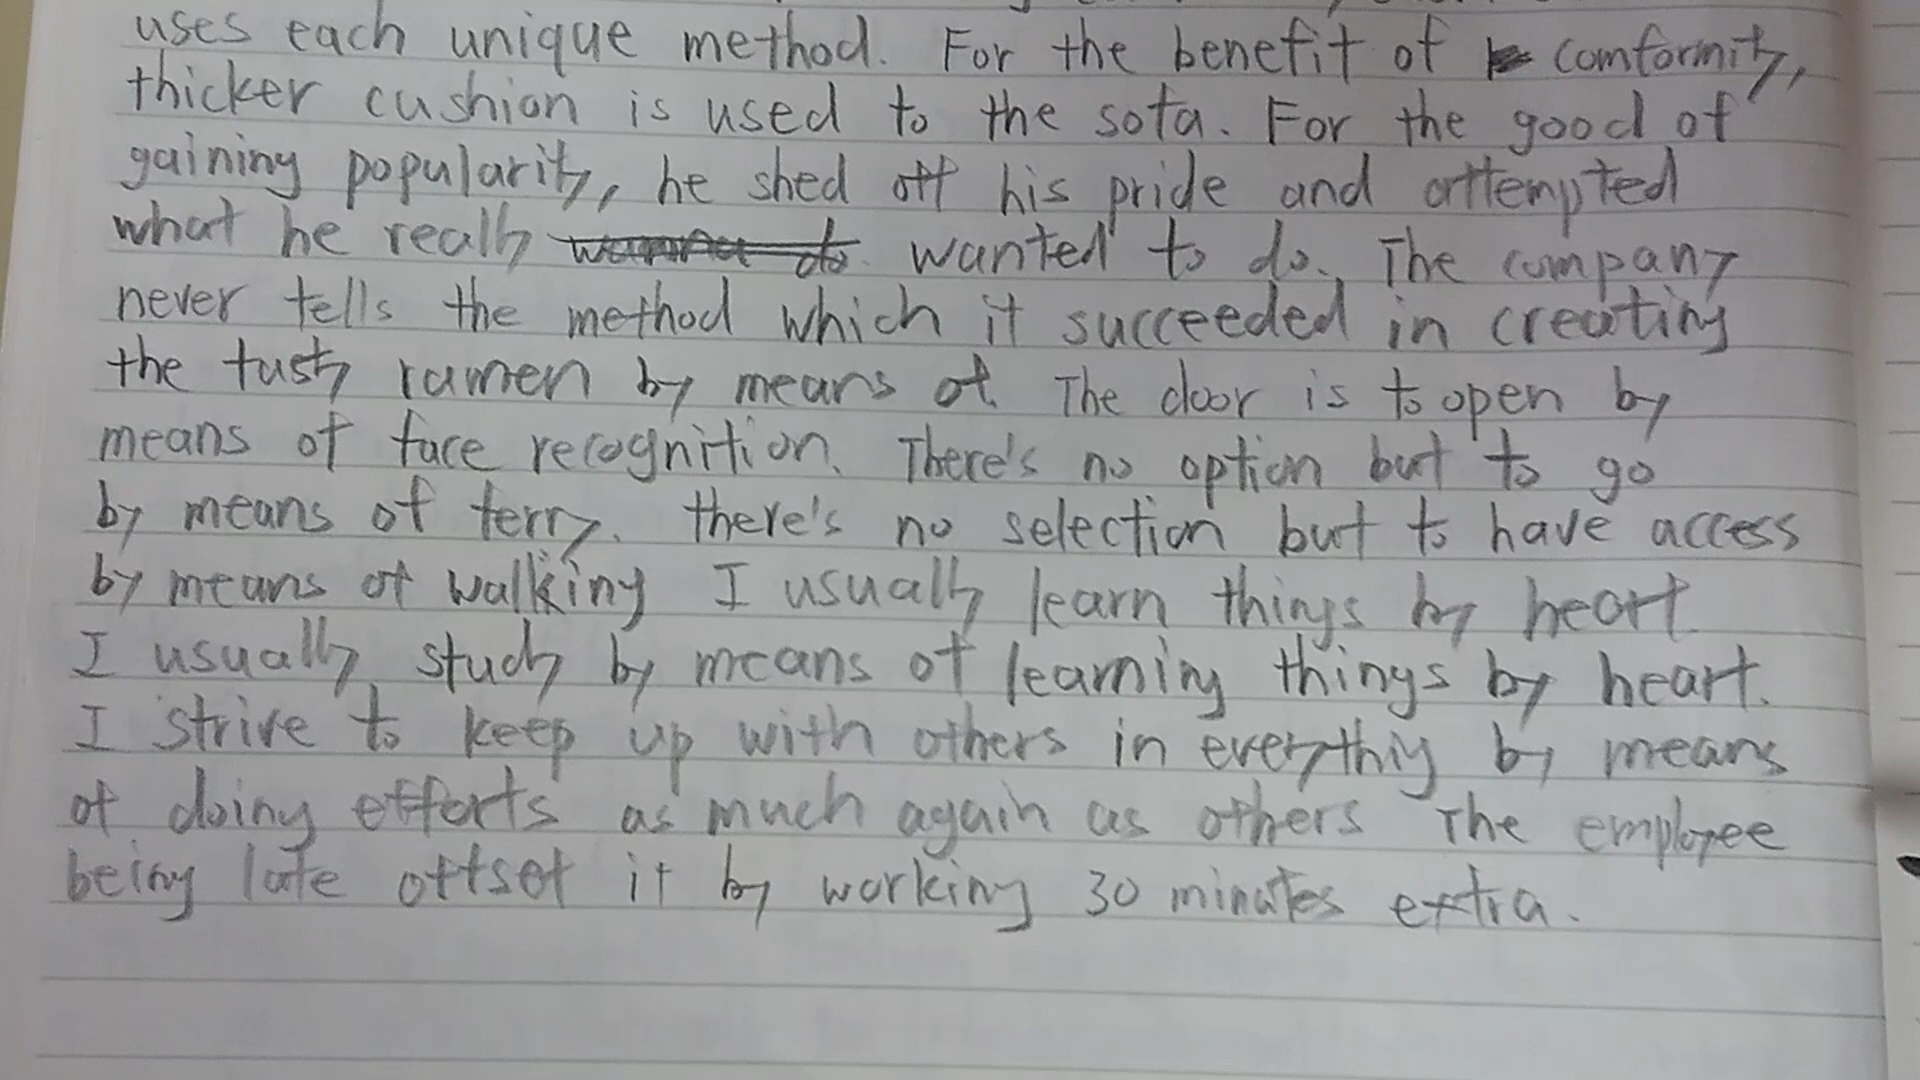 uses each unique method. For the benefit of comformity,
thicker cushion is used to the sofa. For the good of
gaining popularity, he shed off his pride and attempted
what he really wanted to do. The company
never tells the method which it succeeded in creating
the tasty ramen by means of. The door is to open by
means of face recognition. There's no option but to go
by means of ferry. there's no selection but to have access
by means of walking I usually learn things by heart
I usually study by means of learning things by heart.
I strive to keep up with others in everythig by means
of doing efforts as much again as others The employee
being late offset it by working 30 minutes extra.